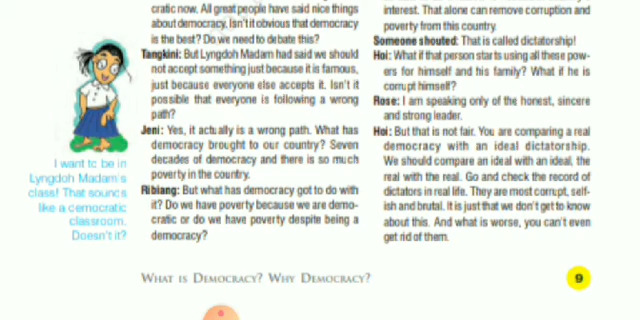 cratic now. All great people have said nice things
about democracy. Isn't it obvious that democracy
is the best? Do we need to debate this?
Tangkini: But Lyngdoh Madam had said we should
not accept something just because it is famous,
just because everyone else accepts it. Isn't it
possible that everyone is following a wrong
path?
Jeni: Yes, it actually is a wrong path. What has
democracy brought to our country? Seven
decades of democracy and there is so much
poverty in the country.
Ribiang: But what has democracy got to do with
it? Do we have poverty because we are demo-
cratic or do we have poverty despite being a
democracy?
interest. That alone can remove corruption and
poverty from this country.
Someone shouted: That is called dictatorship!
Hoi: What if that person starts using all these pow-
ers for himself and his family? What if he is
corrupt himself?
Rose: I am speaking only of the honest, sincere
and strong leader.
Hoi: But that is not fair. You are comparing a real
democracy with an ideal dictatorship.
We should compare an ideal with an ideal, the
real with the real. Go and check the record of
dictators in real life. They are most corrupt, self-
ish and brutal. It is just that we don't get to know
about this. And what is worse, you can't even
get rid of them.
I want to be in
Lyngdoh Madam's
class! That sounds
like a democratic
classroom.
Doesn't it?
WHAT IS DEMOCRACY? WHY DEMOCRACY?
9